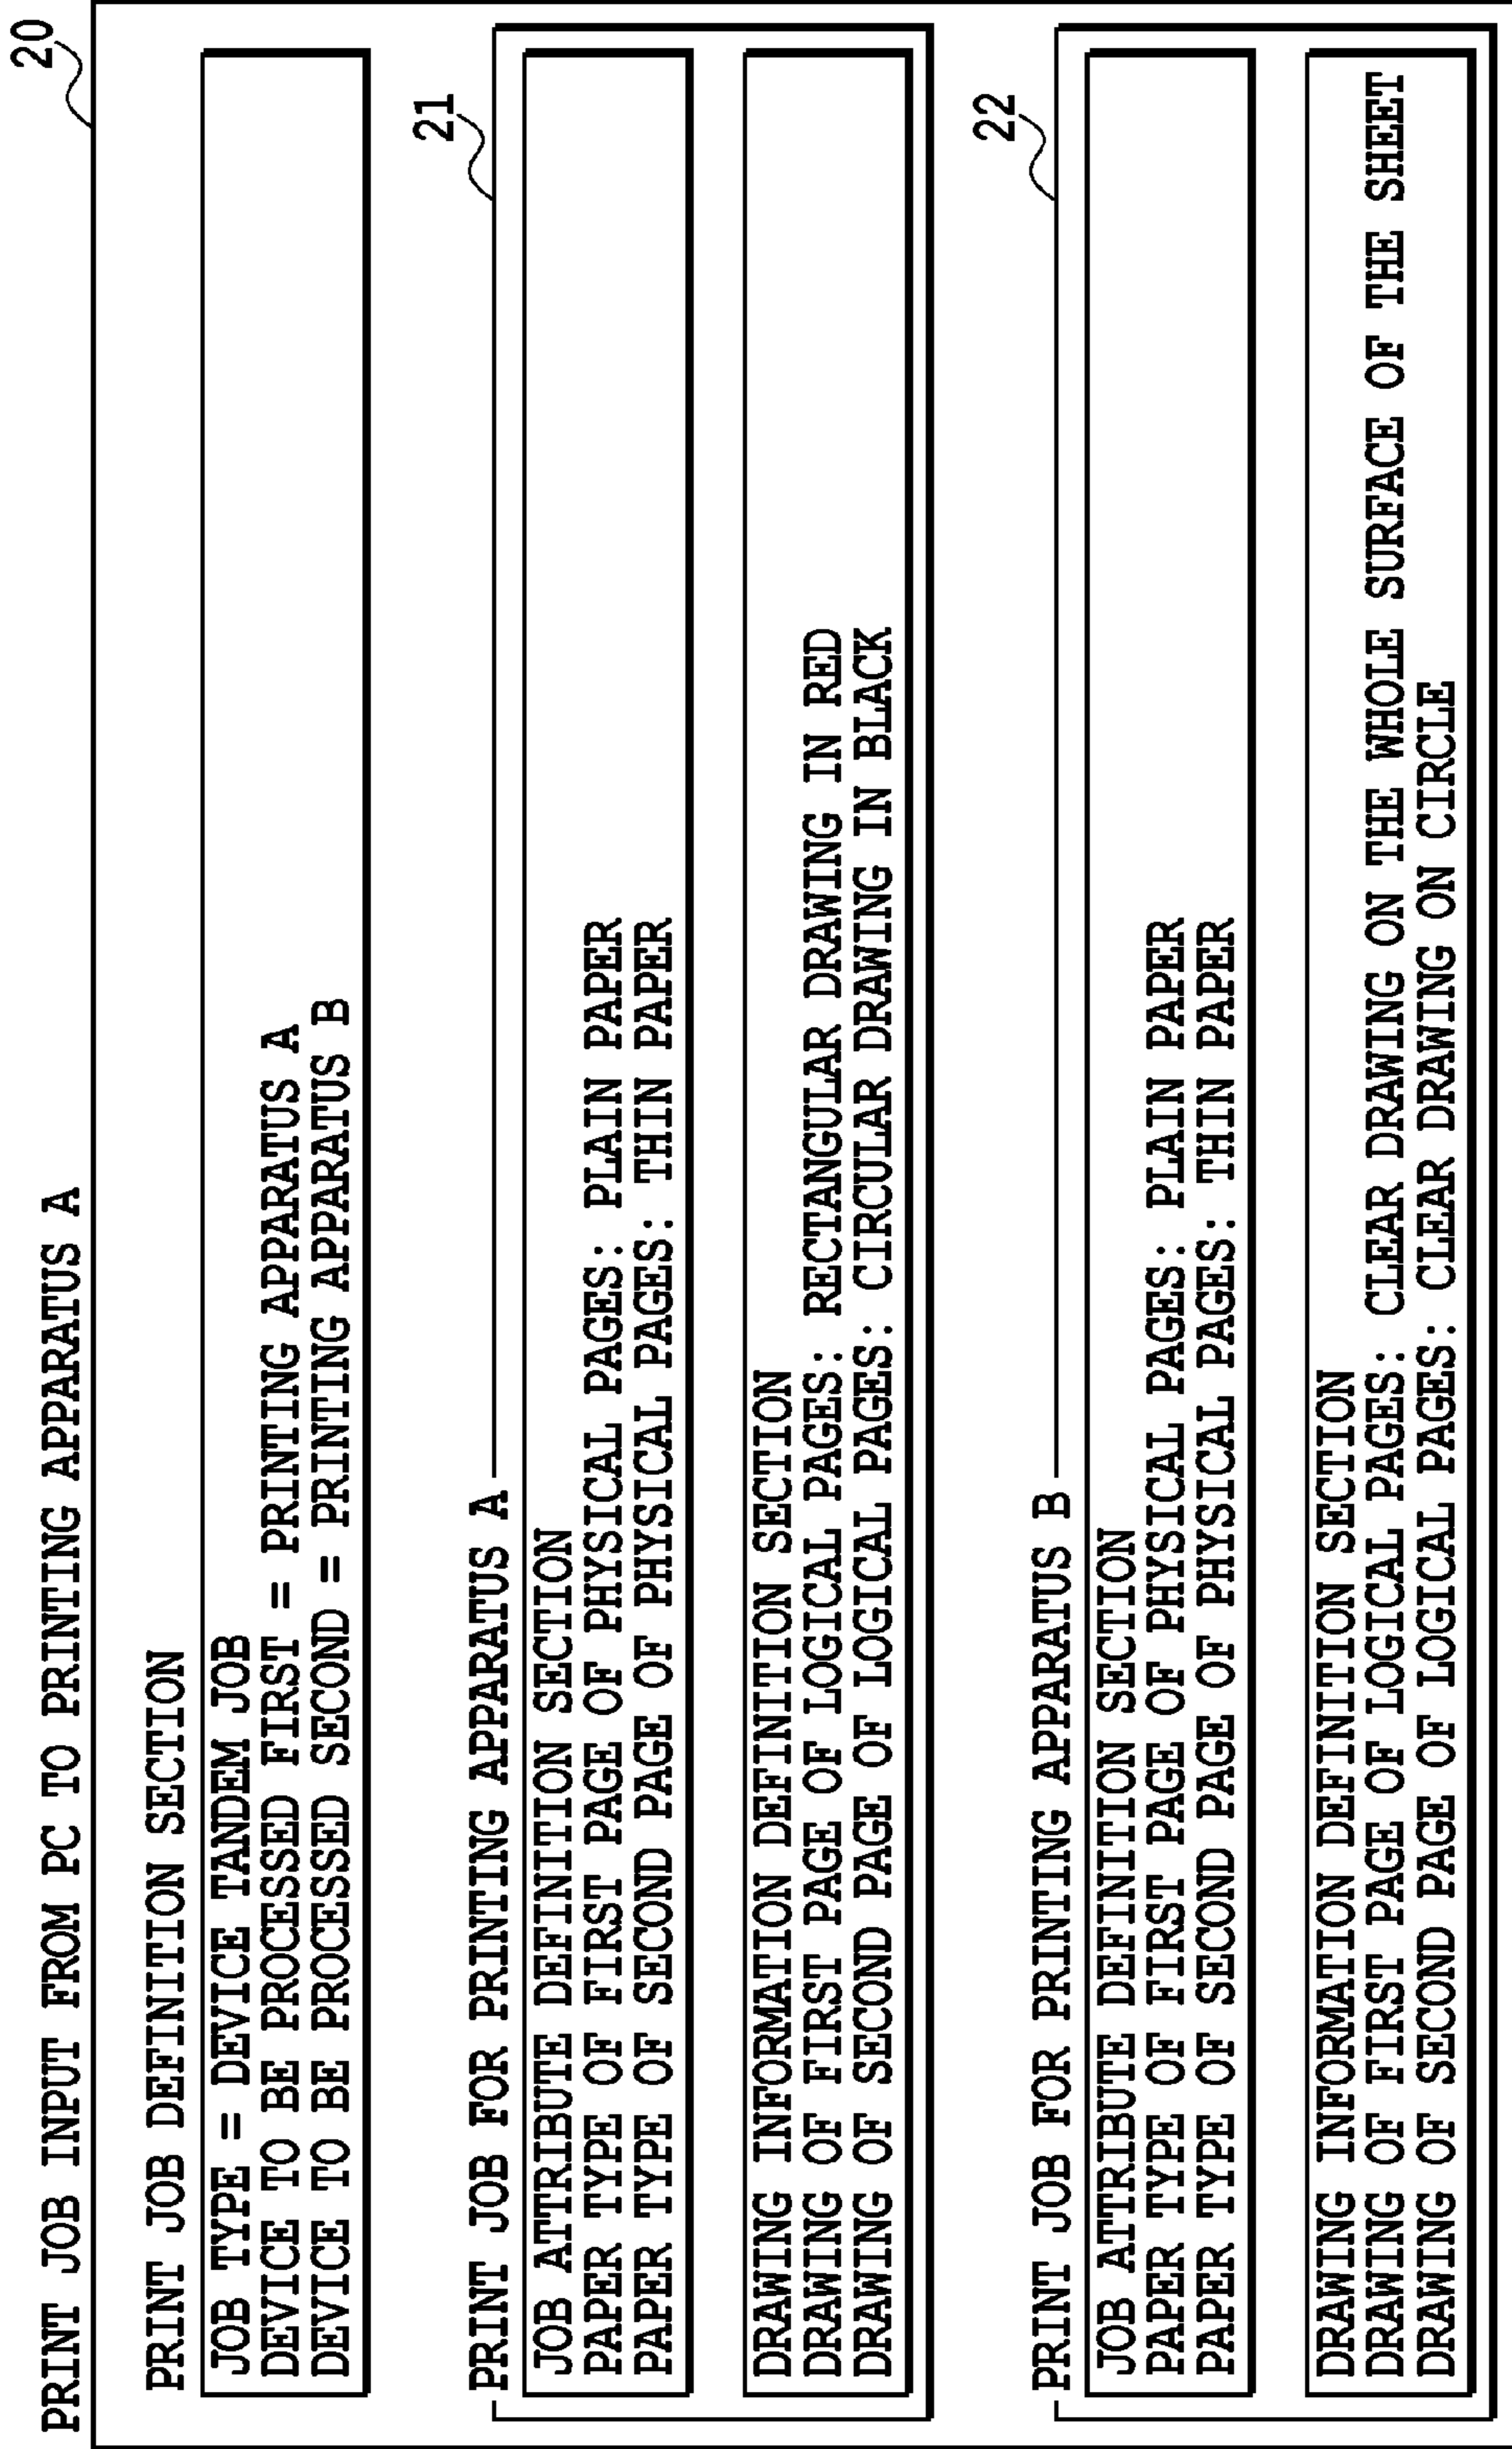 PRINT JOB INPUT FROM PC TO PRINTING APPARATUS A
20
PRINT JOB DEFINITION SECTION
JOB TYPE = DEVICE TANDEM JOB
DEVICE TO BE PROCESSED FIRST = PRINTING APPARATUS A
DEVICE TO BE PROCESSED SECOND = PRINTING APPARATUS B
21
PRINT JOB FOR PRINTING APPARATUS A
JOB ATTRIBUTE DEFINITION SECTION
PAPER TYPE OF FIRST PAGE OF PHYSICAL PAGES: PLAIN PAPER
PAPER TYPE OF SECOND PAGE OF PHYSICAL PAGES: THIN PAPER
DRAWING INFORMATION DEFINITION SECTION
DRAWING OF FIRST PAGE OF LOGICAL PAGES: RECTANGULAR DRAWING IN RED
DRAWING OF SECOND PAGE OF LOGICAL PAGES: CIRCULAR DRAWING IN BLACK
22
PRINT JOB FOR PRINTING APPARATUS B
JOB ATTRIBUTE DEFINITION SECTION
PAPER TYPE OF FIRST PAGE OF PHYSICAL PAGES: PLAIN PAPER
PAPER TYPE OF SECOND PAGE OF PHYSICAL PAGES: THIN PAPER
DRAWING INFORMATION DEFINITION SECTION
DRAWING OF FIRST PAGE OF LOGICAL PAGES: CLEAR DRAWING ON THE WHOLE SURFACE OF THE SHEET
DRAWING OF SECOND PAGE OF LOGICAL PAGES: CLEAR DRAWING ON CIRCLE